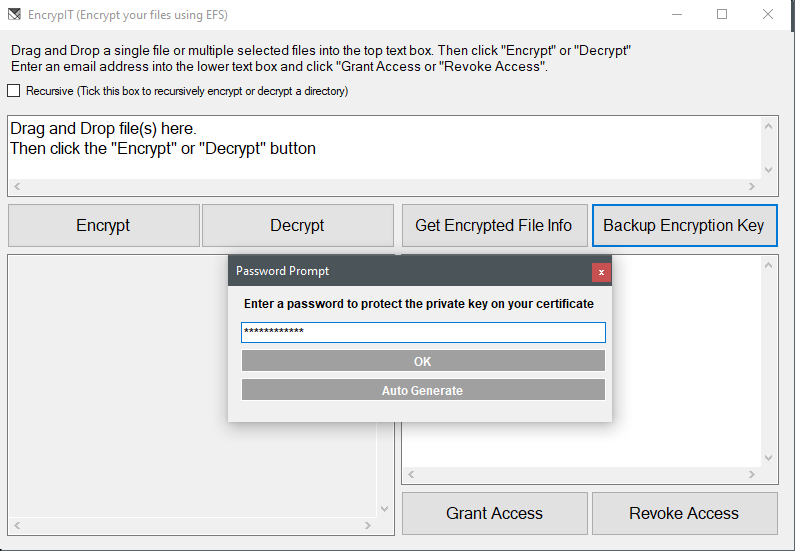 EncrypIT (Encrypt your files using EFS)
Drag and Drop a single file or multiple selected files into the top text box. Then click "Encrypt" or "Decrypt"
Enter an email address into the lower text box and click "Grant Access or "Revoke Access".
Recursive (Tick this box to recursively encrypt or decrypt a directory)
Drag and Drop file(s) here.
Then click the "Encrypt" or "Decrypt" button
Encrypt
Decrypt
Get Encrypted File Info
Backup Encryption Key
Password Prompt
x
Enter a password to protect the private key on your certificate
************
OK
Auto Generate
Grant Access
Revoke Access